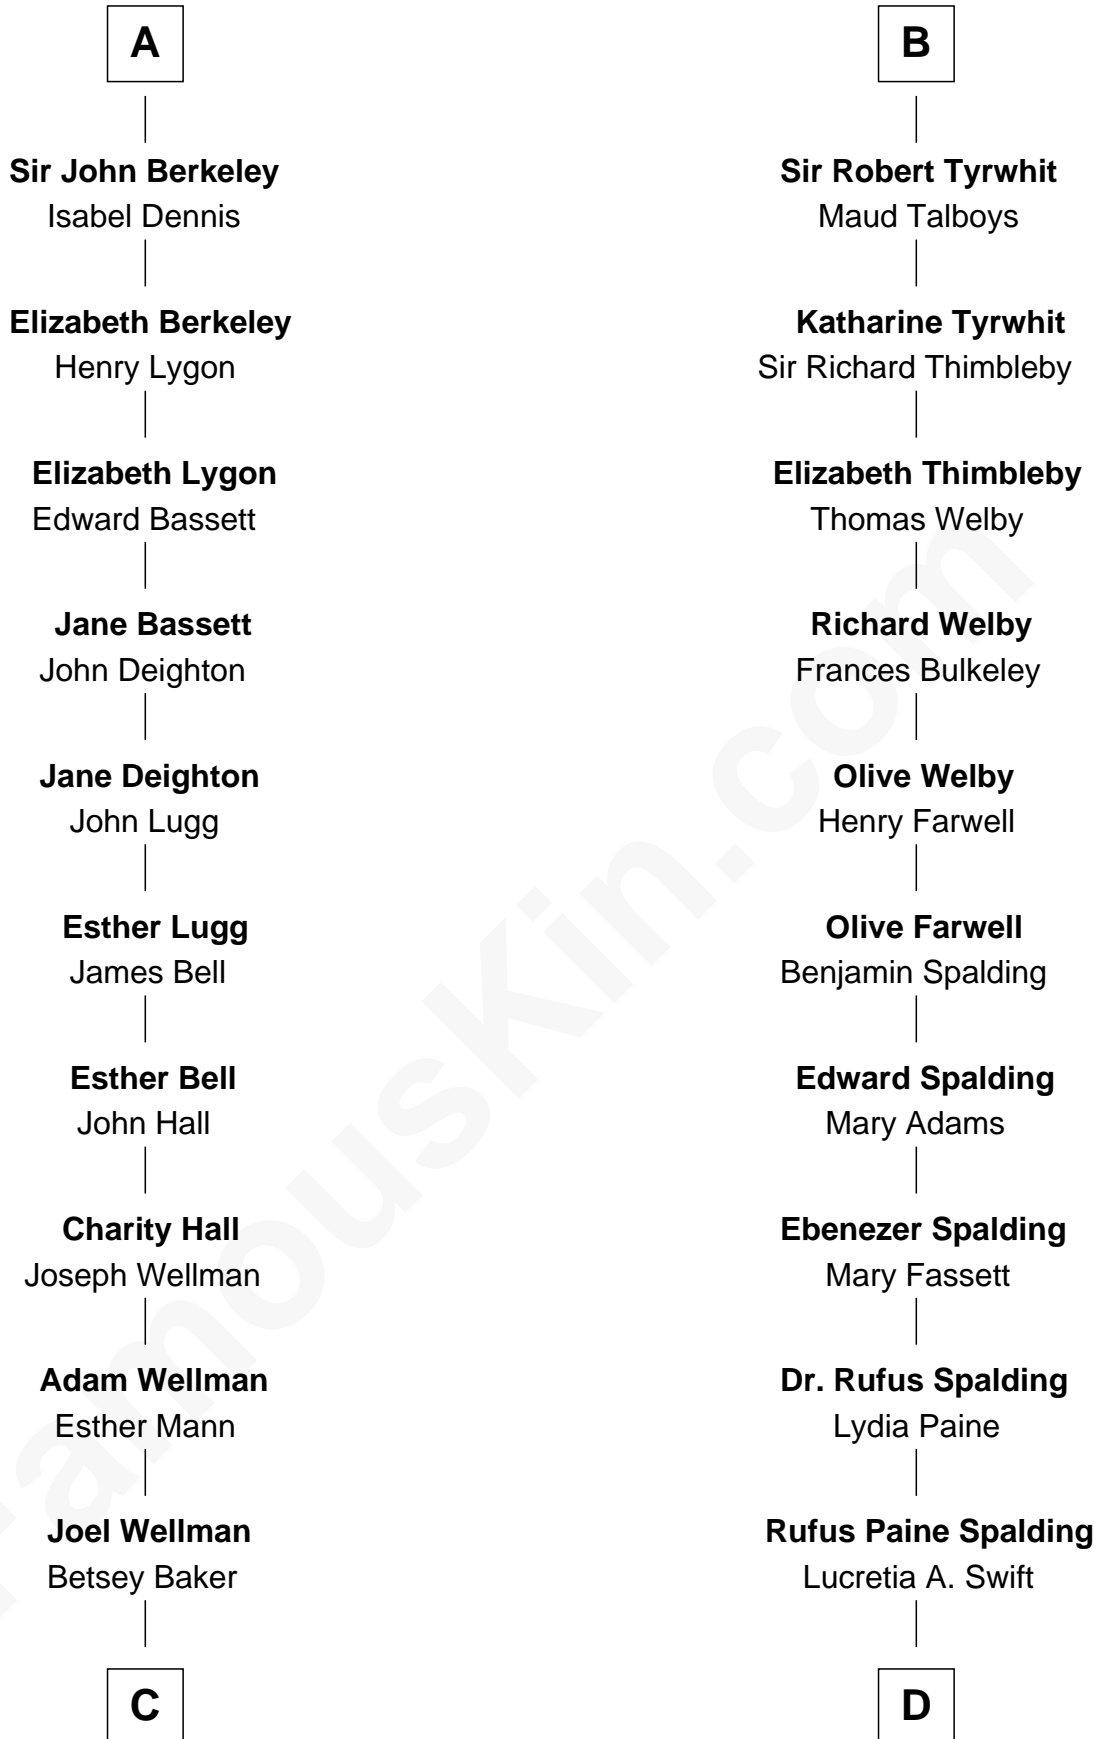 A
Sir John Berkeley
Isabel Dennis
Elizabeth Berkeley
Henry Lygon
Elizabeth Lygon
Edward Bassett
Jane Bassett
John Deighton
Jane Deighton
John Lugg
Esther Lugg
James Bell
Esther Bell
John Hall
Charity Hall
Joseph Wellman
Adam Wellman
Esther Mann
Joel Wellman
Betsey Baker
C
B
Sir Robert Tyrwhit
Maud Talboys
Katharine Tyrwhit
Sir Richard Thimbleby
Elizabeth Thimbleby
Thomas Welby
Richard Welby
Frances Bulkeley
Olive Welby
Henry Farwell
Olive Farwell
Benjamin Spalding
Edward Spalding
Mary Adams
Ebenezer Spalding
Mary Fassett
Dr. Rufus Spalding
Lydia Paine
Rufus Paine Spalding
Lucretia A. Swift
D
FamousKin.com